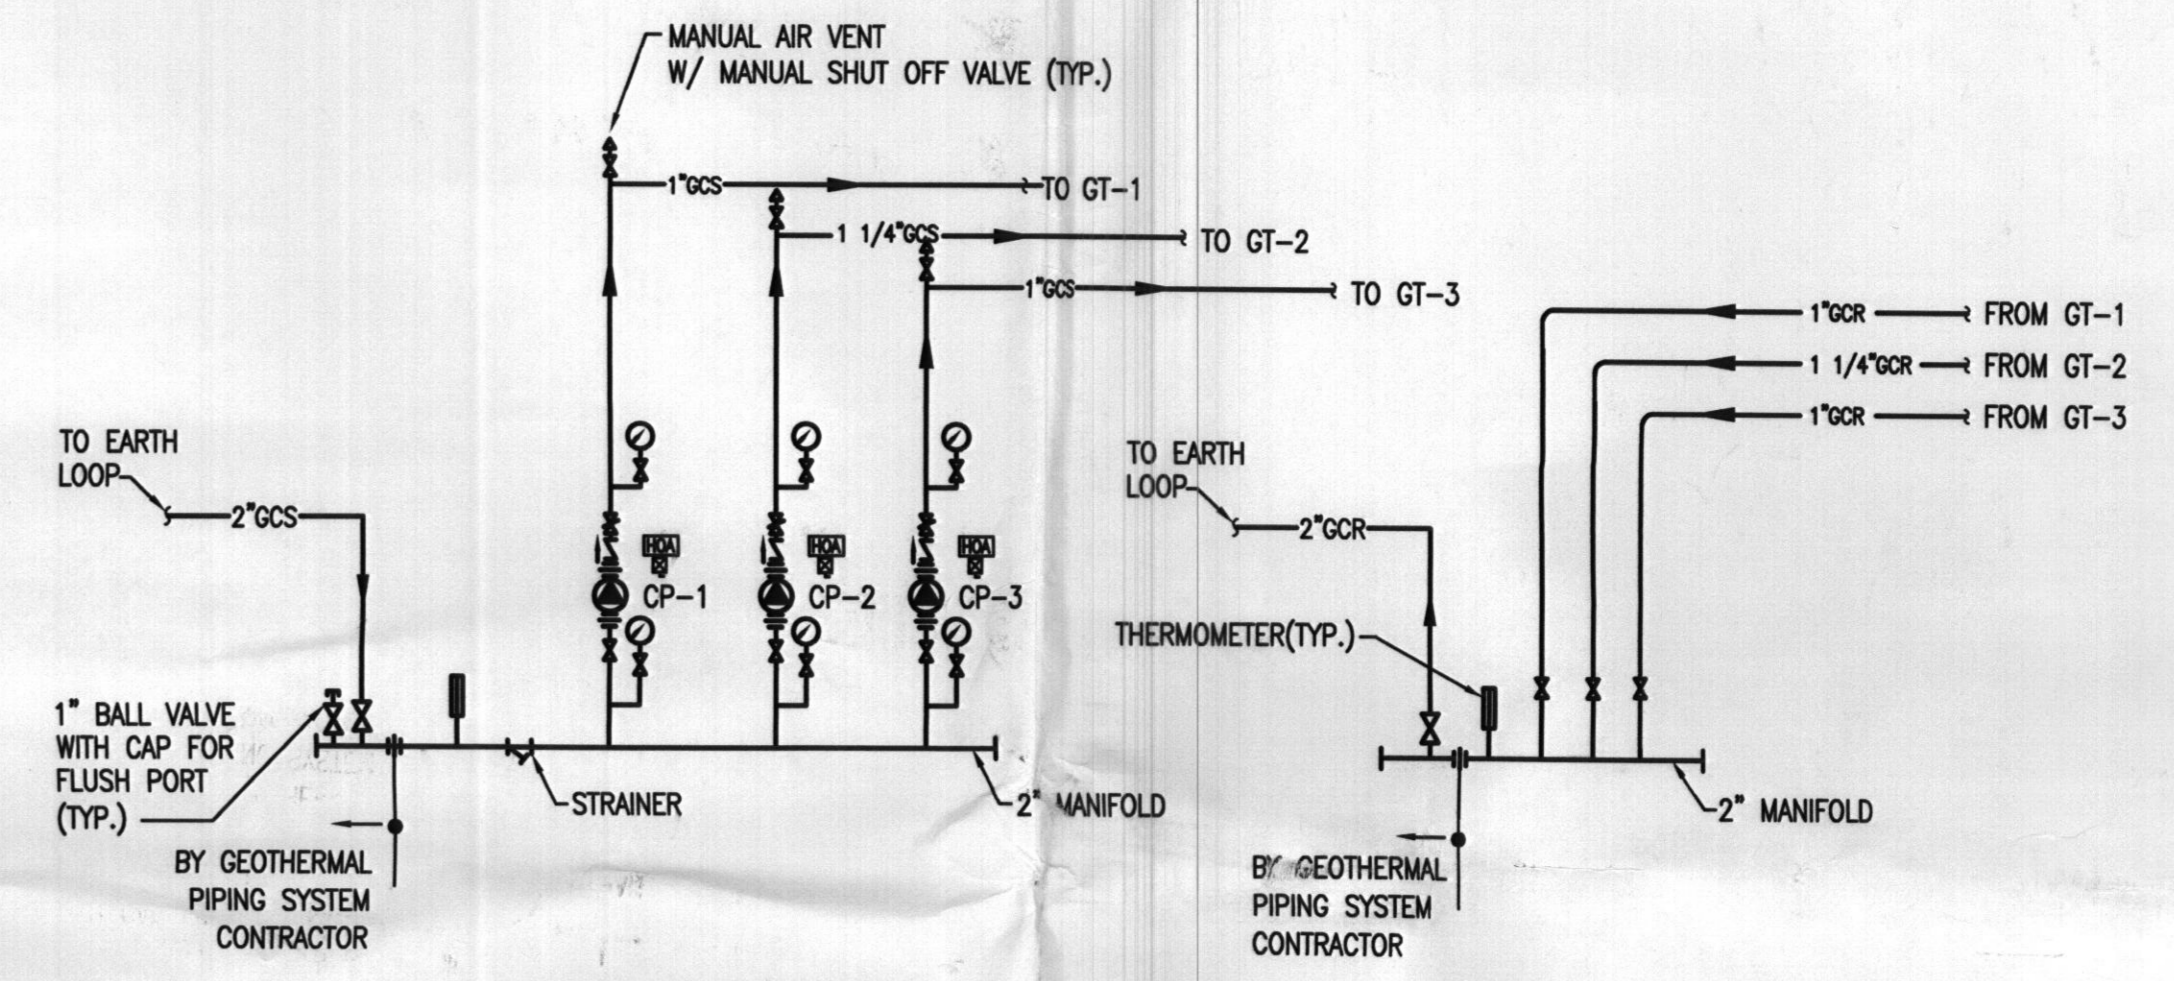 MANUAL AIR VENT
W/ MANUAL SHUT OFF VALVE (TYP.)
1"GCS
TO GT-1
1 1/4"GCS
TO GT-2
1"GCS
TO GT-3
1"GCR
FROM GT-1
1 1/4"GCR
FROM GT-2
1"GCR
FROM GT-3
TO EARTH
LOOP
2"GCS
HOA
CP-1
HOA
CP-2
HOA
CP-3
TO EARTH
LOOP
2"GCR
THERMOMETER(TYP.)
1" BALL VALVE
WITH CAP FOR
FLUSH PORT
(TYP.)
STRAINER
2" MANIFOLD
2" MANIFOLD
BY GEOTHERMAL
PIPING SYSTEM
CONTRACTOR
BY GEOTHERMAL
PIPING SYSTEM
CONTRACTOR